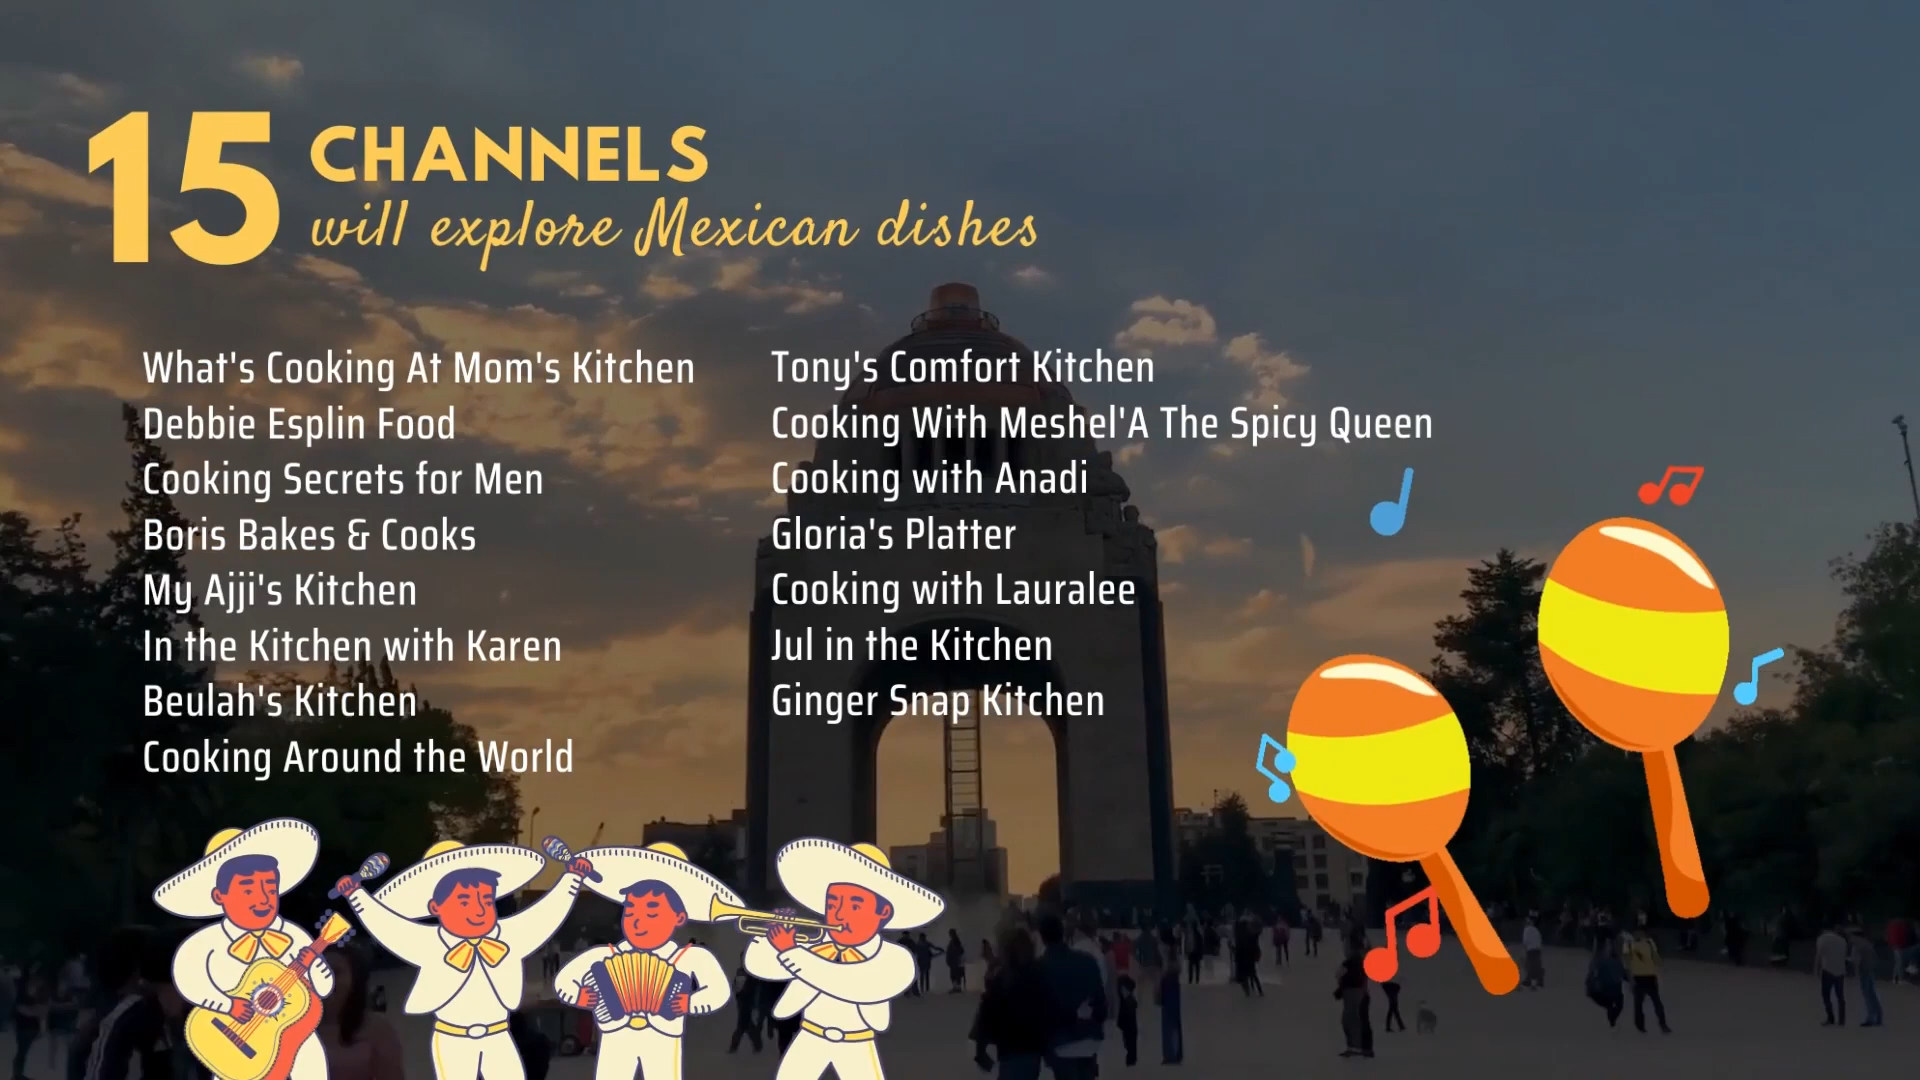 15 CHANNELS
will explore Mexican dishes
What's Cooking At Mom's Kitchen
Debbie Esplin Food
Cooking Secrets for Men
Boris Bakes & Cooks
My Ajji's Kitchen
In the Kitchen with Karen
Beulah's Kitchen
Cooking Around the World
Tony's Comfort Kitchen
Cooking With Meshel'A The Spicy Queen
Cooking with Anadi
Gloria's Platter
Cooking with Lauralee
Jul in the Kitchen
Ginger Snap Kitchen